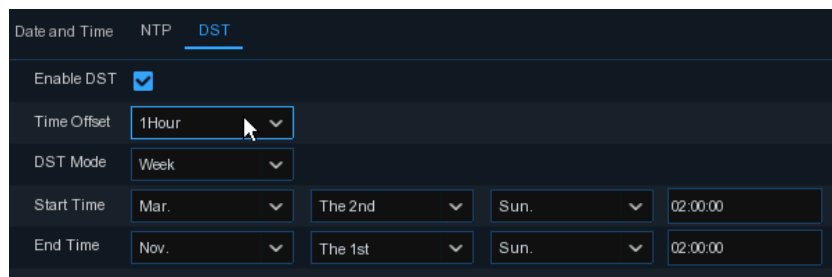 Date and Time NTP DST
Enable DST
Time Offset 1Hour
DST Mode Week
Start Time Mar. The 2nd Sun. 02:00:00
End Time Nov. The 1st Sun. 02:00:00